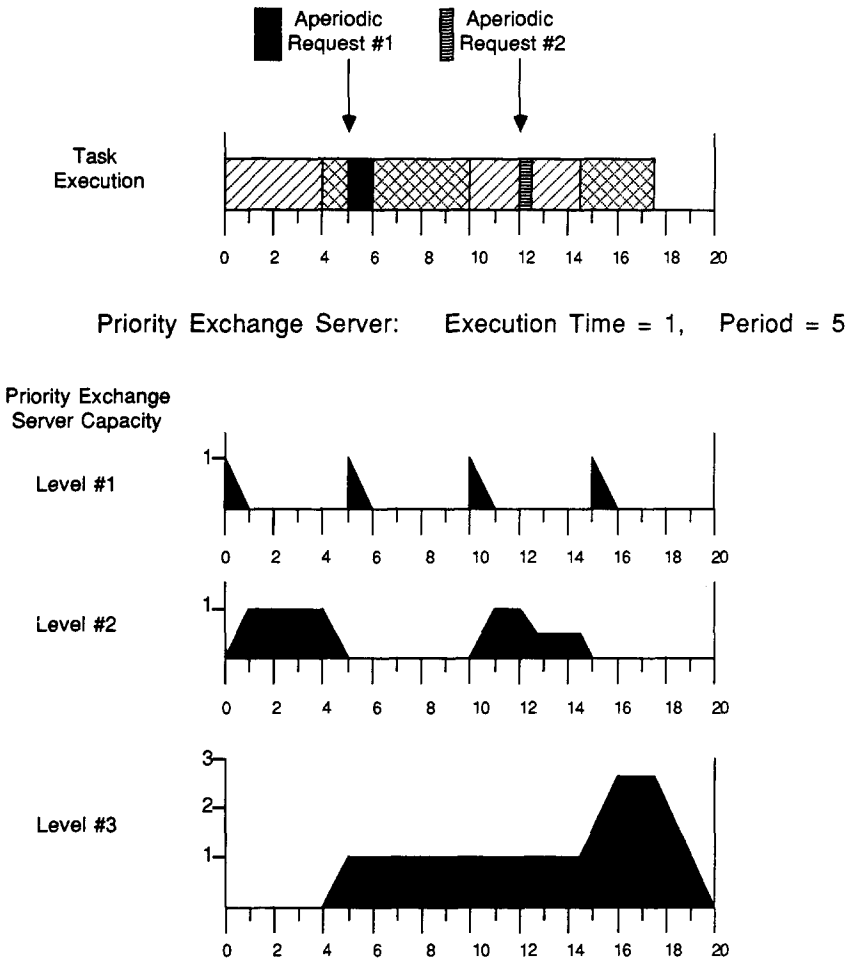 Aperiodic Request #1
Aperiodic Request #2
Task Execution
0 2 4 6 8 10 12 14 16 18 20
Priority Exchange Server: Execution Time = 1, Period = 5
Priority Exchange Server Capacity
Level #1
1
0 2 4 6 8 10 12 14 16 18 20
Level #2
1
0 2 4 6 8 10 12 14 16 18 20
Level #3
3
2
1
0 2 4 6 8 10 12 14 16 18 20